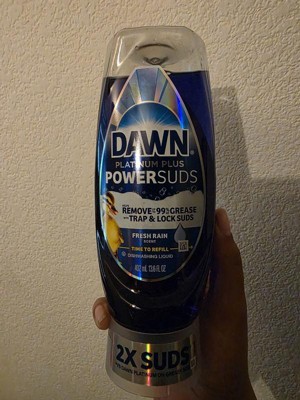 DAWN
PLATINUM PLUS
POWERSUDS
REMOVE 99% GREASE
TRAP & LOCK SUDS
FRESH RAIN
SCENT
TIME TO REFILL
DISHWASHING LIQUID
2X SUDS